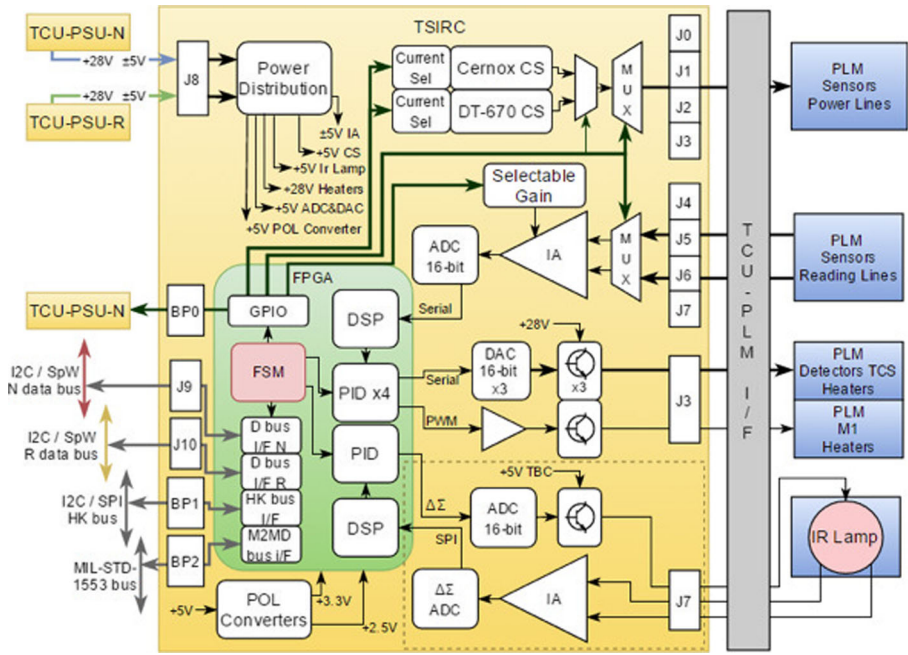 TSIRC
TCU-PSU-N
+28V ±5V
TCU-PSU-R
+28V ±5V
J8
Power
Distribution
±5V IA
+5V CS
+5V Ir Lamp
+28V Heaters
+5V ADC&DAC
+5V POL Converter
Current
Sel
Cernox CS
Current
Sel
DT-670 CS
MUX
J0
J1
J2
J3
PLM
Sensors
Power Lines
Selectable
Gain
ADC
16-bit
IA
MUX
J4
J5
J6
J7
PLM
Sensors
Reading Lines
TCU-PLM I/F
FPGA
TCU-PSU-N
BP0
GPIO
DSP
Serial
FSM
PID x4
Serial
DAC
16-bit
x3
+28V
x3
PWM
J3
PLM
Detectors TCS
Heaters
PLM
M1
Heaters
I2C / SpW
N data bus
J9
D bus
I/F N
I2C / SpW
R data bus
J10
D bus
I/F R
PID
I2C / SPI
HK bus
BP1
HK bus
I/F
DSP
MIL-STD-
1553 bus
BP2
M2MD
bus i/F
ΔΣ
ADC
16-bit
+5V TBC
SPI
ΔΣ
ADC
IA
J7
IR Lamp
+5V
POL
Converters
+3.3V
+2.5V